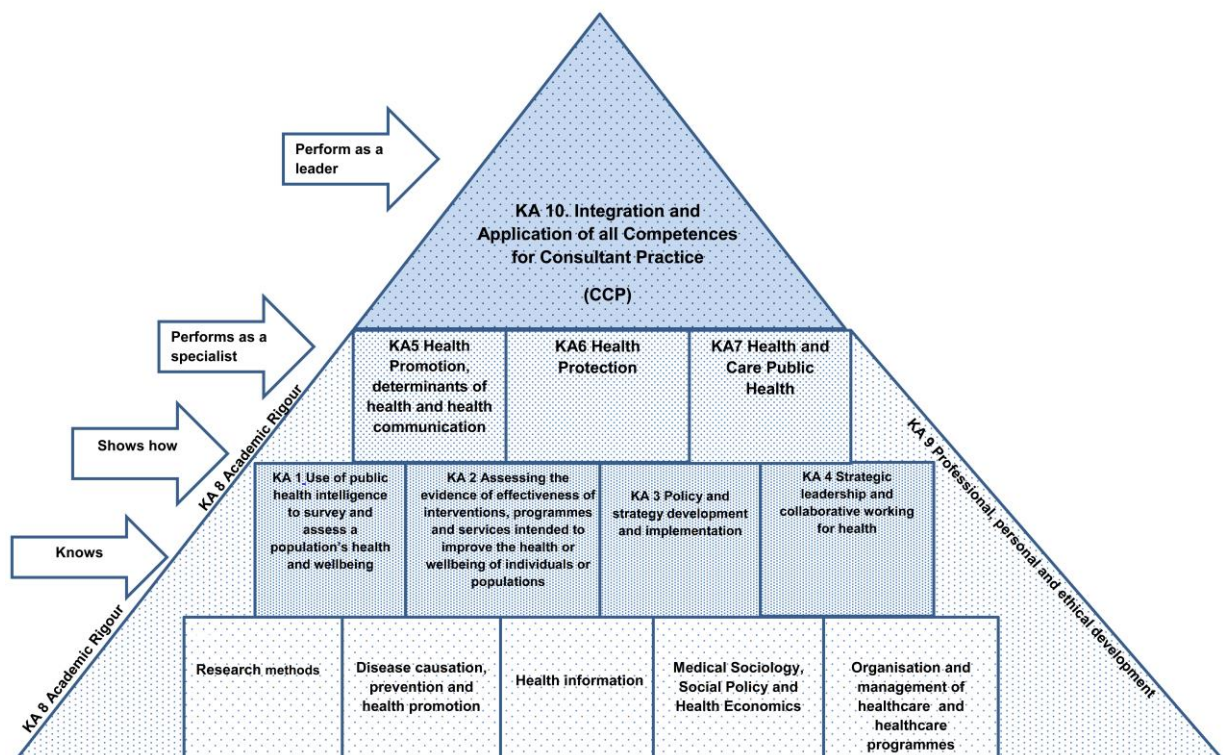 Perform as a
leader
KA 10. Integration and
Application of all Competences
for Consultant Practice
(CCP)
Performs as a
specialist
KA5 Health
Promotion,
determinants of
health and health
communication
KA6 Health
Protection
KA7 Health and
Care Public
Health
Shows how
KA 8 Academic Rigour
KA 9 Professional, personal and ethical development
KA 1 Use of public
health intelligence
to survey and
assess a
population's health
and wellbeing
KA 2 Assessing the
evidence of effectiveness of
interventions, programmes
and services intended to
improve the health or
wellbeing of individuals or
populations
KA 3 Policy and
strategy development
and implementation
KA 4 Strategic
leadership and
collaborative working
for health
Knows
KA 8 Academic Rigour
Research methods
Disease causation,
prevention and
health promotion
Health information
Medical Sociology,
Social Policy and
Health Economics
Organisation and
management of
healthcare and
healthcare
programmes